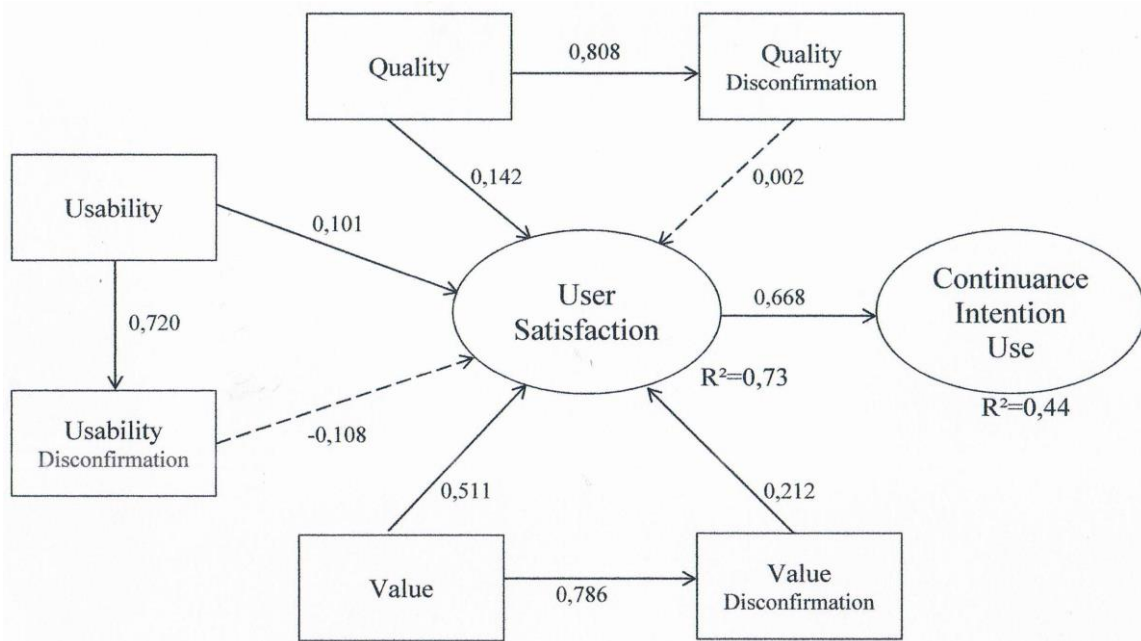 Quality
0,808
Quality
Disconfirmation
0,142
0,002
Usability
0,101
0,720
User
Satisfaction
0,668
Continuance
Intention
Use
R²=0,73
R²=0,44
Usability
Disconfirmation
-0,108
0,511
0,212
Value
0,786
Value
Disconfirmation